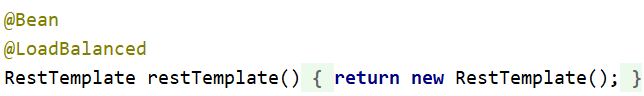 @Bean
@LoadBalanced
RestTemplate restTemplate() { return new RestTemplate(); }